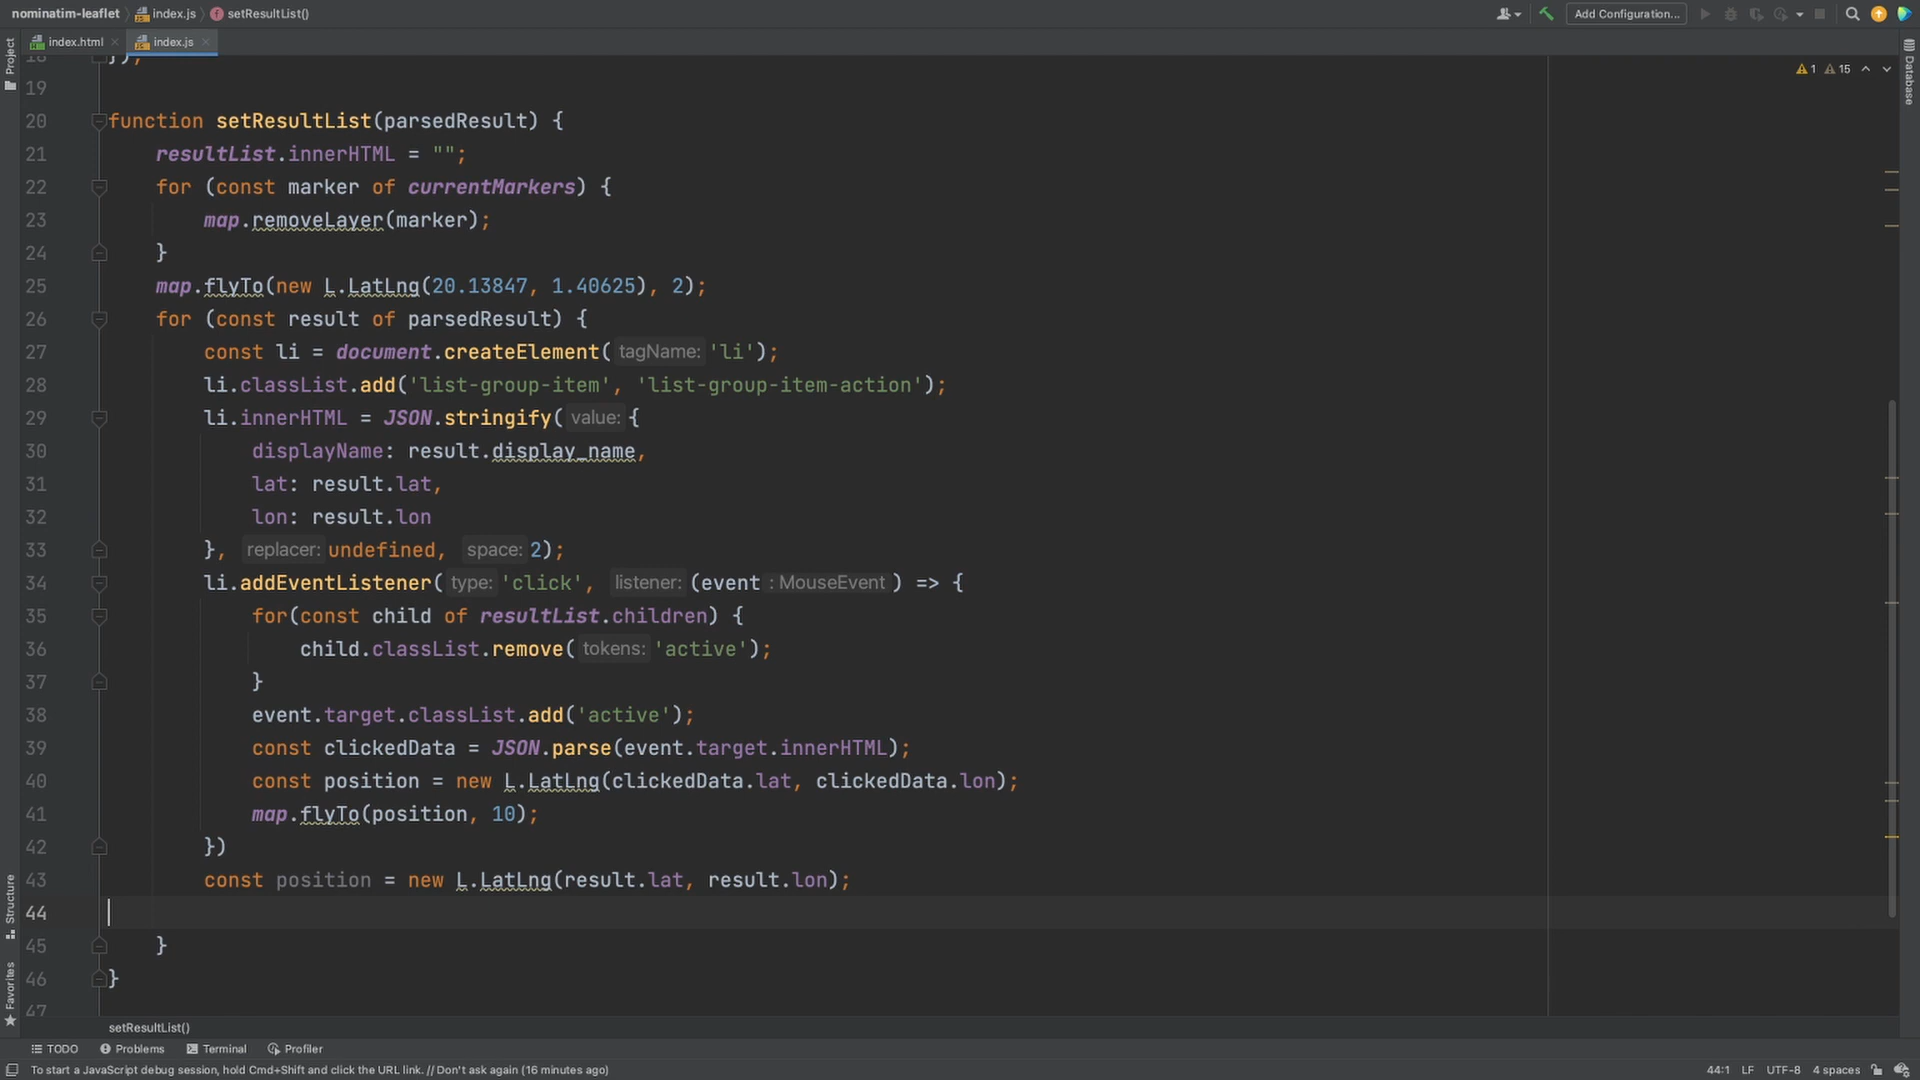 nominatim-leaflet index.js setResultList() Add Configuration...
index.html index.js
Project
Database
1 15
18 });
19
20 function setResultList(parsedResult) {
21 resultList.innerHTML = "";
22 for (const marker of currentMarkers) {
23 map.removeLayer(marker);
24 }
25 map.flyTo(new L.LatLng(20.13847, 1.40625), 2);
26 for (const result of parsedResult) {
27 const li = document.createElement( tagName: 'li');
28 li.classList.add('list-group-item', 'list-group-item-action');
29 li.innerHTML = JSON.stringify( value: {
30 displayName: result.display_name,
31 lat: result.lat,
32 lon: result.lon
33 }, replacer: undefined, space: 2);
34 li.addEventListener( type: 'click', listener: (event : MouseEvent ) => {
35 for(const child of resultList.children) {
36 child.classList.remove( tokens: 'active');
37 }
38 event.target.classList.add('active');
39 const clickedData = JSON.parse(event.target.innerHTML);
40 const position = new L.LatLng(clickedData.lat, clickedData.lon);
41 map.flyTo(position, 10);
42 })
43 const position = new L.LatLng(result.lat, result.lon);
44
45 }
46 }
47
Structure
Favorites
setResultList()
TODO Problems Terminal Profiler
To start a JavaScript debug session, hold Cmd+Shift and click the URL link. // Don't ask again (16 minutes ago) 44:1 LF UTF-8 4 spaces